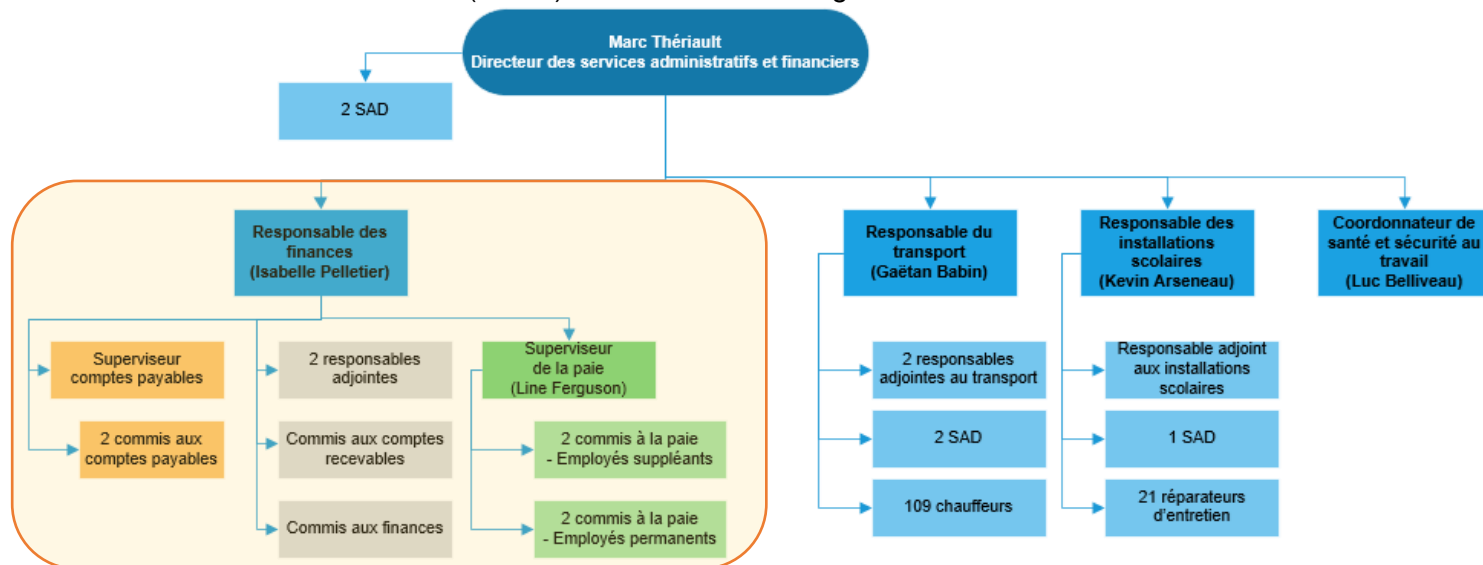 Marc Thériault
Directeur des services administratifs et financiers
2 SAD
Responsable des
finances
(Isabelle Pelletier)
Responsable du
transport
(Gaëtan Babin)
Responsable des
installations
scolaires
(Kevin Arseneau)
Coordonnateur de
santé et sécurité au
travail
(Luc Belliveau)
Superviseur
comptes payables
2 commis aux
comptes payables
2 responsables
adjointes
Commis aux comptes
recevables
Commis aux finances
Superviseur
de la paie
(Line Ferguson)
2 commis à la paie
- Employés suppléants
2 commis à la paie
- Employés permanents
2 responsables
adjointes au transport
2 SAD
109 chauffeurs
Responsable adjoint
aux installations
scolaires
1 SAD
21 réparateurs
d'entretien